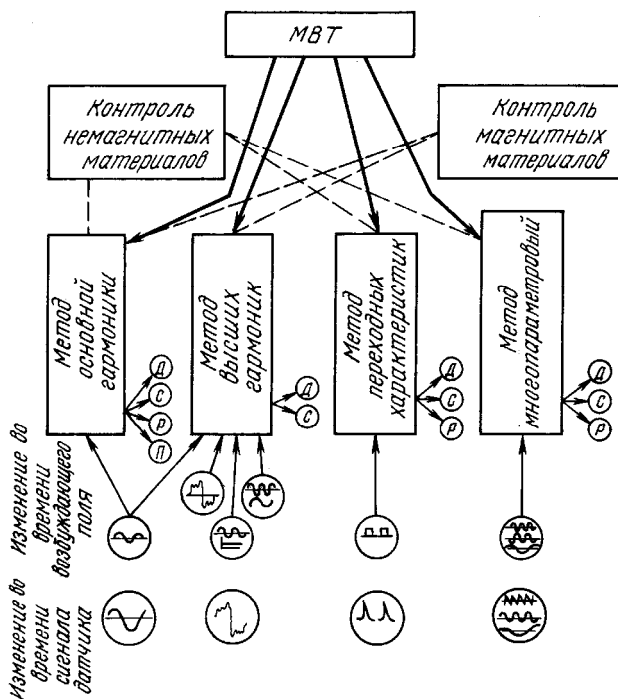 МВТ
Контроль
немагнитных
материалов
Контроль
магнитных
материалов
Метод
основной
гармоники
Д
С
Р
П
Метод
высших
гармоник
Д
С
Метод
переходных
характеристик
Д
С
Р
Метод
многопараметровый
Д
С
Р
Изменение во
времени
возбуждающего
поля
Изменение во
времени
сигнала
датчика